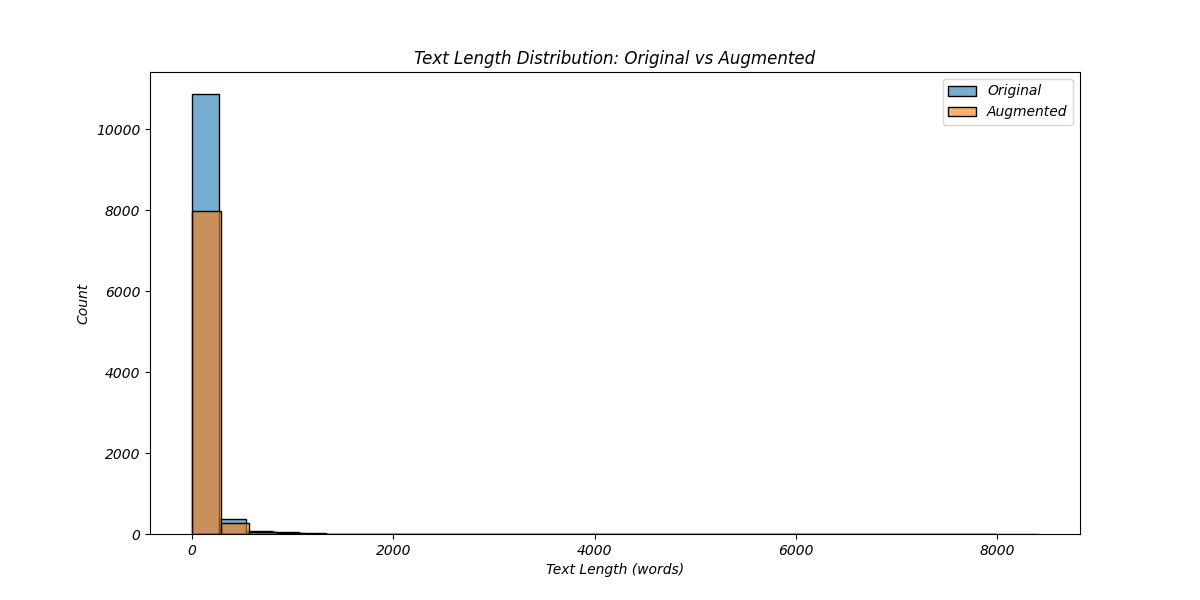 Text Length Distribution: Original vs Augmented
Original
Augmented
Count
10000
8000
6000
4000
2000
0
0 2000 4000 6000 8000
Text Length (words)